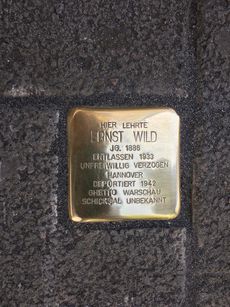 HIER LEHRTE
ERNST WILD
JG. 1886
ENTLASSEN 1933
UNFREIWILLIG VERZOGEN
HANNOVER
DEPORTIERT 1942
GHETTO WARSCHAU
SCHICKSAL UNBEKANNT